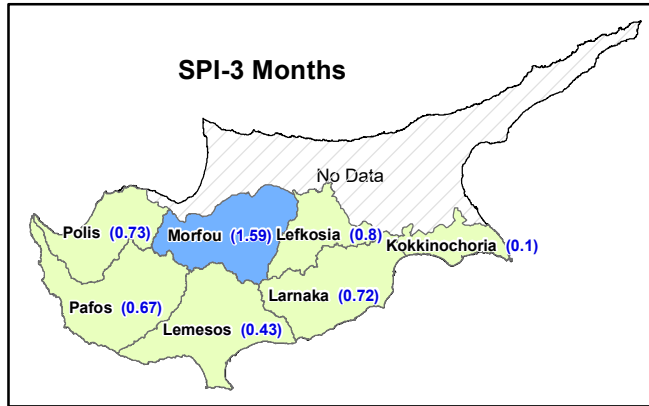 SPI-3 Months
No Data
Polis (0.73)
Morfou (1.59)
Lefkosia (0.8)
Kokkinochoria (0.1)
Pafos (0.67)
Larnaka (0.72)
Lemesos (0.43)